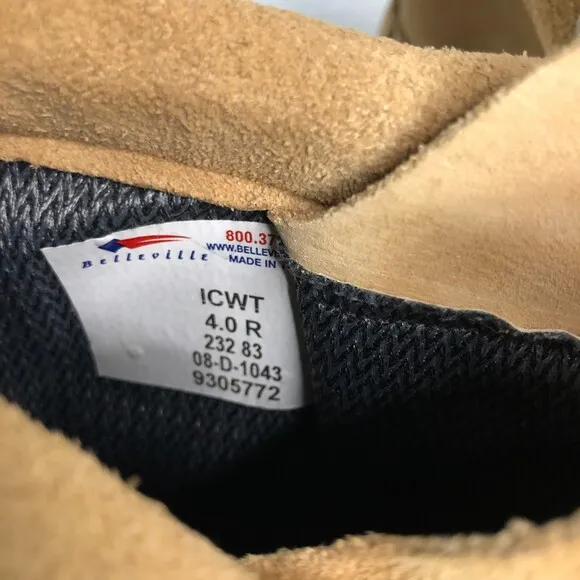 Belleville
800.37
WWW.BELLEV
MADE IN
ICWT
4.0 R
232 83
08-D-1043
9305772